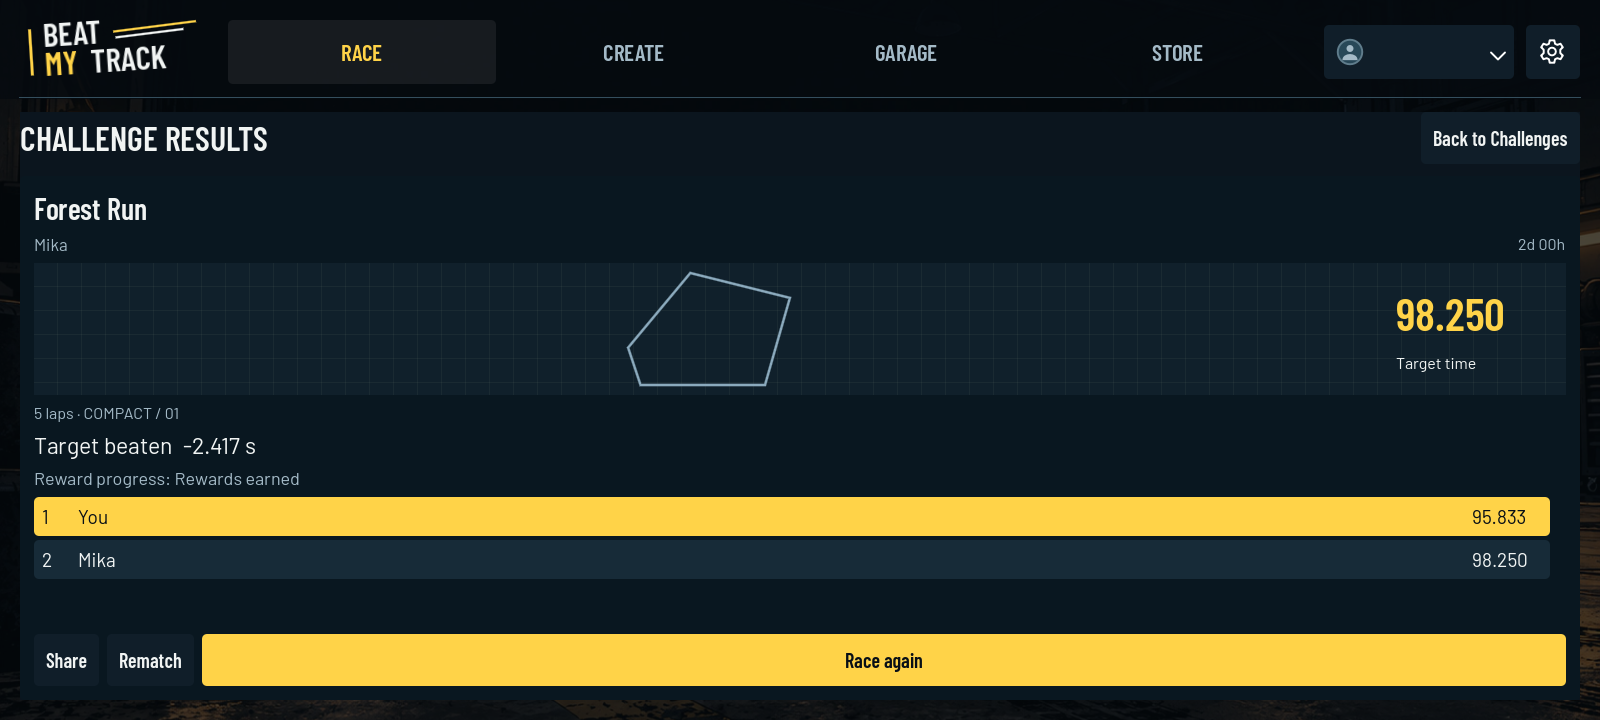 BEAT
MY TRACK
RACE
CREATE
GARAGE
STORE
CHALLENGE RESULTS
Back to Challenges
Forest Run
Mika
2d 00h
98.250
Target time
5 laps · COMPACT / 01
Target beaten -2.417 s
Reward progress: Rewards earned
1 You 95.833
2 Mika 98.250
Share
Rematch
Race again